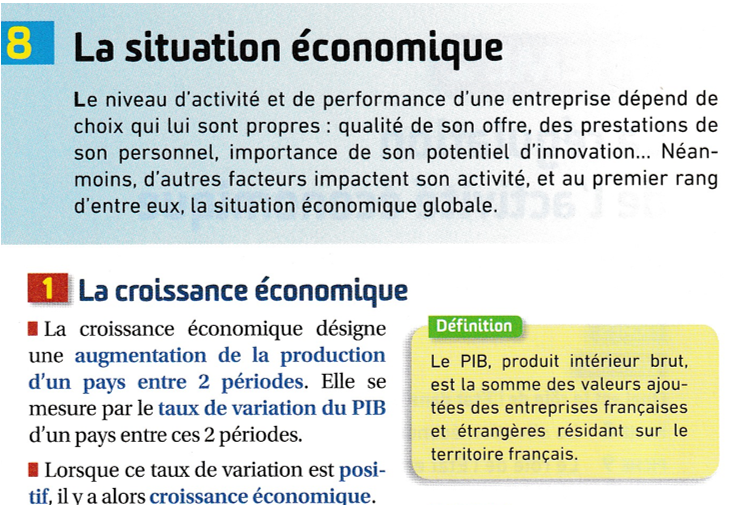 8 La situation économique
Le niveau d'activité et de performance d'une entreprise dépend de
choix qui lui sont propres : qualité de son offre, des prestations de
son personnel, importance de son potentiel d'innovation... Néan-
moins, d'autres facteurs impactent son activité, et au premier rang
d'entre eux, la situation économique globale.
1 La croissance économique
La croissance économique désigne
une augmentation de la production
d'un pays entre 2 périodes. Elle se
mesure par le taux de variation du PIB
d'un pays entre ces 2 périodes.
Lorsque ce taux de variation est posi-
tif, il y a alors croissance économique.
Définition
Le PIB, produit intérieur brut,
est la somme des valeurs ajou-
tées des entreprises françaises
et étrangères résidant sur le
territoire français.